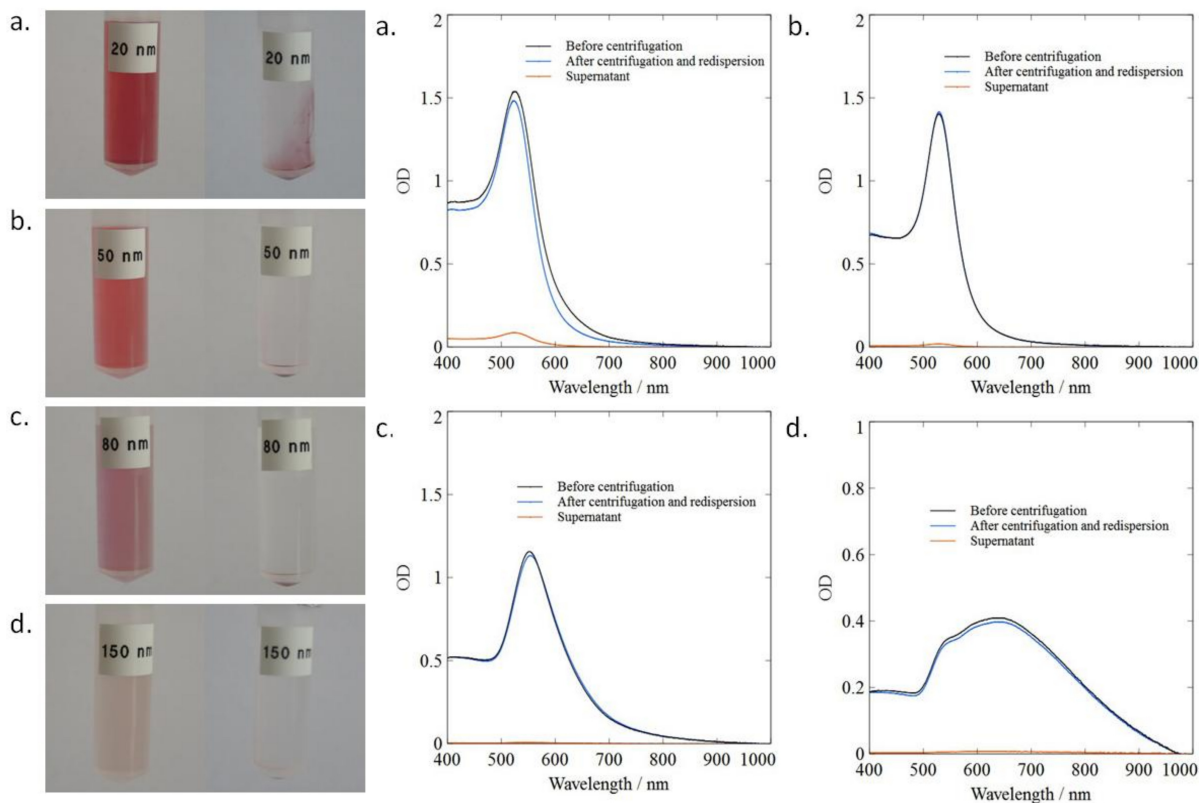 a.
20 nm
b.
50 nm
50 nm
c.
80 nm
80 nm
d.
150 nm
150 nm
20 nm
a.
Before centrifugation
After centrifugation and redispersion
Supernatant
OD
2
1.5
1
0.5
0
400 500 600 700 800 900 1000
Wavelength / nm
b.
Before centrifugation
After centrifugation and redispersion
Supernatant
OD
2
1.5
1
0.5
0
400 500 600 700 800 900 1000
Wavelength / nm
c.
Before centrifugation
After centrifugation and redispersion
Supernatant
OD
2
1.5
1
0.5
0
400 500 600 700 800 900 1000
Wavelength / nm
d.
Before centrifugation
After centrifugation and redispersion
Supernatant
OD
1
0.8
0.6
0.4
0.2
0
400 500 600 700 800 900 1000
Wavelength / nm